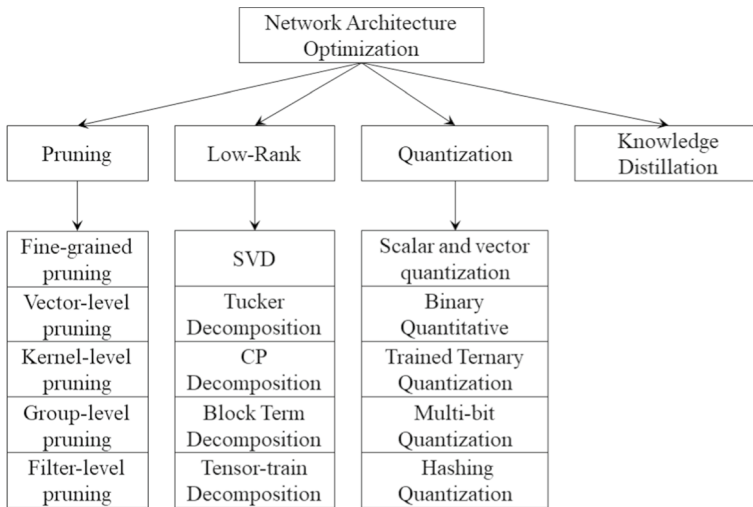 Network Architecture
Optimization
Pruning
Low-Rank
Quantization
Knowledge
Distillation
Fine-grained
pruning
Vector-level
pruning
Kernel-level
pruning
Group-level
pruning
Filter-level
pruning
SVD
Tucker
Decomposition
CP
Decomposition
Block Term
Decomposition
Tensor-train
Decomposition
Scalar and vector
quantization
Binary
Quantitative
Trained Ternary
Quantization
Multi-bit
Quantization
Hashing
Quantization